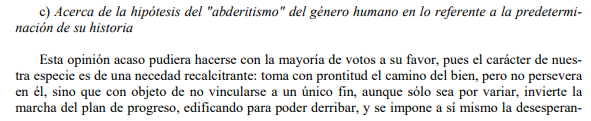 c) Acerca de la hipótesis del "abderitismo" del género humano en lo referente a la predetermi-
nación de su historia
Esta opinión acaso pudiera hacerse con la mayoría de votos a su favor, pues el carácter de nues-
tra especie es de una necedad recalcitrante: toma con prontitud el camino del bien, pero no persevera
en él, sino que con objeto de no vincularse a un único fin, aunque sólo sea por variar, invierte la
marcha del plan de progreso, edificando para poder derribar, y se impone a sí mismo la desesperan-